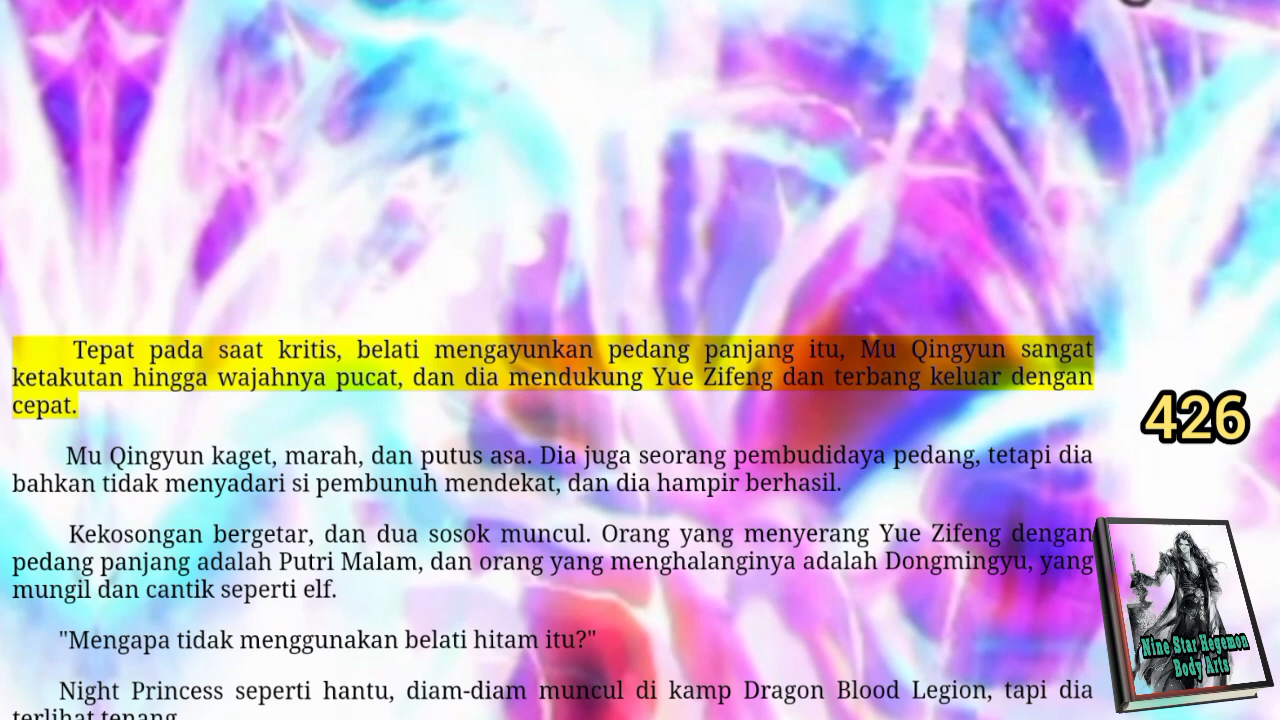 Tepat pada saat kritis, belati mengayunkan pedang panjang itu, Mu Qingyun sangat
ketakutan hingga wajahnya pucat, dan dia mendukung Yue Zifeng dan terbang keluar dengan
cepat.
Mu Qingyun kaget, marah, dan putus asa. Dia juga seorang pembudidaya pedang, tetapi dia
bahkan tidak menyadari si pembunuh mendekat, dan dia hampir berhasil.
Kekosongan bergetar, dan dua sosok muncul. Orang yang menyerang Yue Zifeng dengan
pedang panjang adalah Putri Malam, dan orang yang menghalanginya adalah Dongmingyu, yang
mungil dan cantik seperti elf.
"Mengapa tidak menggunakan belati hitam itu?"
Night Princess seperti hantu, diam-diam muncul di kamp Dragon Blood Legion, tapi dia
terlihat tenang.
426
Nine Star Hegemon
Body Arts